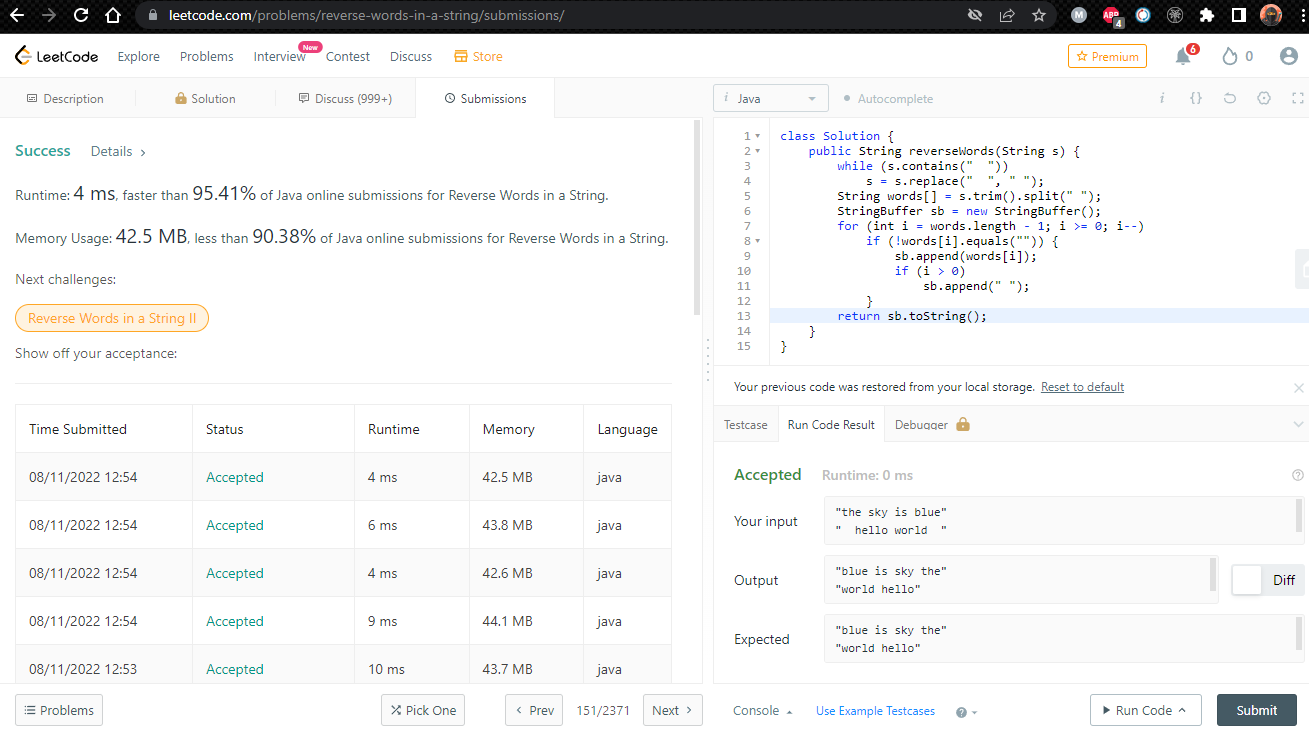 leetcode.com/problems/reverse-words-in-a-string/submissions/
M
ABP
4
LeetCode
Explore
Problems
Interview
New
Contest
Discuss
Store
Premium
6
0
Description
Solution
Discuss (999+)
Submissions
i Java
Autocomplete
i
{}
Success
Details >
Runtime: 4 ms, faster than 95.41% of Java online submissions for Reverse Words in a String.
Memory Usage: 42.5 MB, less than 90.38% of Java online submissions for Reverse Words in a String.
Next challenges:
Reverse Words in a String II
Show off your acceptance:
Time Submitted Status Runtime Memory Language
08/11/2022 12:54 Accepted 4 ms 42.5 MB java
08/11/2022 12:54 Accepted 6 ms 43.8 MB java
08/11/2022 12:54 Accepted 4 ms 42.6 MB java
08/11/2022 12:54 Accepted 9 ms 44.1 MB java
08/11/2022 12:53 Accepted 10 ms 43.7 MB java
Problems
Pick One
< Prev
151/2371
Next >
1 class Solution {
2     public String reverseWords(String s) {
3         while (s.contains("  "))
4             s = s.replace("  ", " ");
5         String words[] = s.trim().split(" ");
6         StringBuffer sb = new StringBuffer();
7         for (int i = words.length - 1; i >= 0; i--)
8             if (!words[i].equals("")) {
9                 sb.append(words[i]);
10                 if (i > 0)
11                     sb.append(" ");
12             }
13         return sb.toString();
14     }
15 }
Your previous code was restored from your local storage. Reset to default
Testcase
Run Code Result
Debugger
Accepted
Runtime: 0 ms
Your input
"the sky is blue"
"  hello world  "
Output
"blue is sky the"
"world hello"
Diff
Expected
"blue is sky the"
"world hello"
Console
Use Example Testcases
?
Run Code
Submit